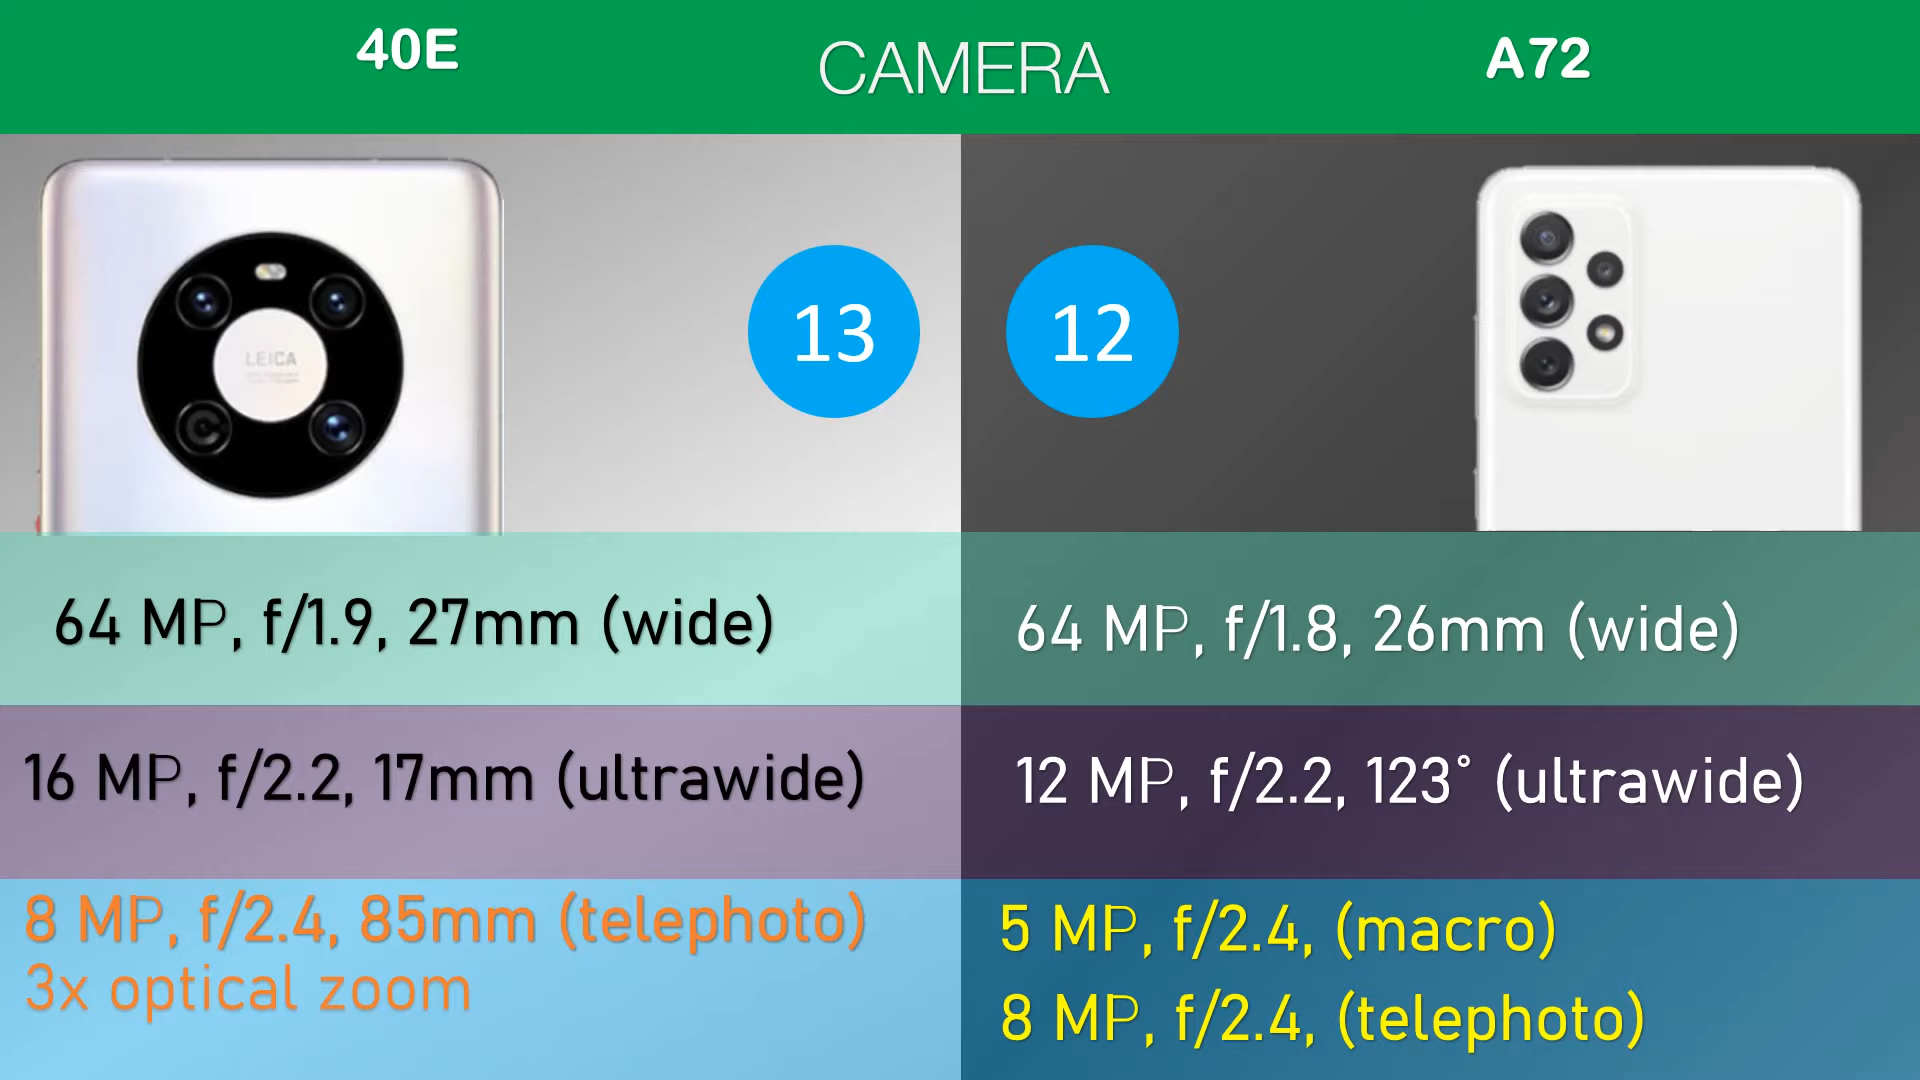 40E
CAMERA
A72
LEICA
13
12
64 MP, f/1.9, 27mm (wide)
64 MP, f/1.8, 26mm (wide)
16 MP, f/2.2, 17mm (ultrawide)
12 MP, f/2.2, 123° (ultrawide)
8 MP, f/2.4, 85mm (telephoto)
3x optical zoom
5 MP, f/2.4, (macro)
8 MP, f/2.4, (telephoto)